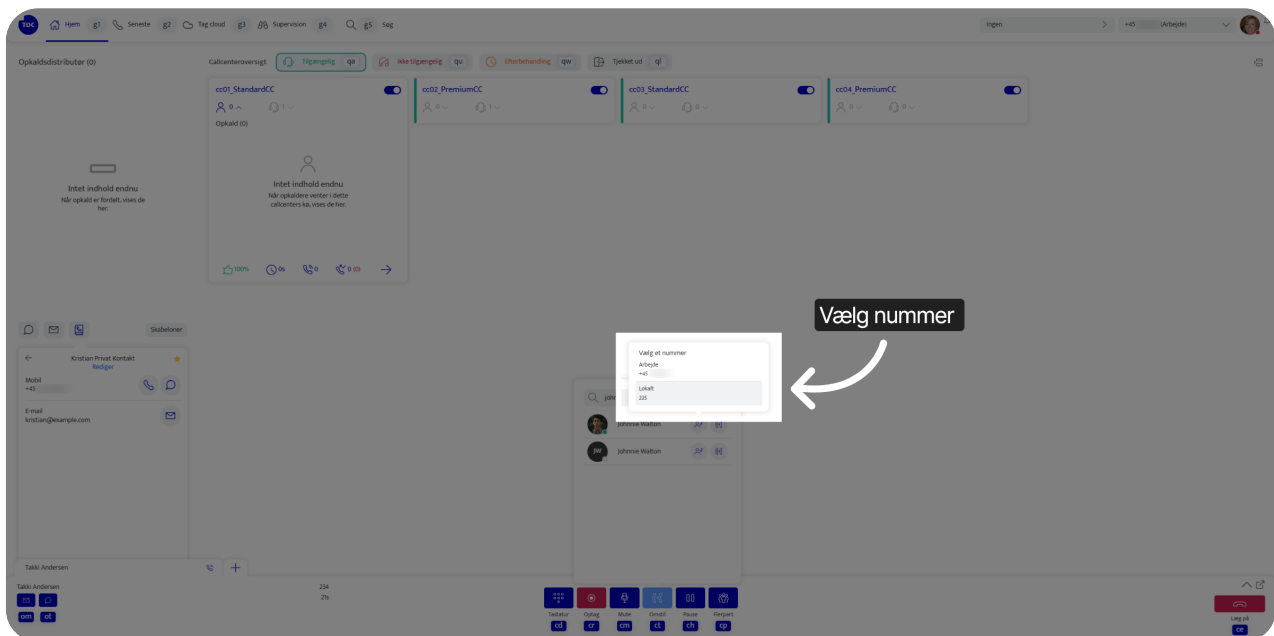 TDC
Hjem g1
Seneste g2
Tag cloud g3
Supervision g4
g5 Søg
Ingen
+45 (Arbejde)
Opkaldsdistributør (0)
Callcenteroversigt
Tilgængelig qa
Ikke tilgængelig qu
Efterbehandling qw
Tjekket ud ql
cc01_StandardCC
0
1
Opkald (0)
cc02_PremiumCC
0
1
cc03_StandardCC
0
0
cc04_PremiumCC
0
0
Intet indhold endnu
Når opkald er fordelt, vises de
her.
Intet indhold endnu
Når opkaldere venter i dette
callcenters kø, vises de her.
100%
0s
0
0 (0)
Skabeloner
Kristian Privat Kontakt
Rediger
Mobil
+45
E-mail
kristian@example.com
Vælg nummer
Vælg et nummer
Arbejde
+45
Lokalt
235
john
Johnnie Walton
JW Johnnie Walton
Takki Andersen
Takki Andersen
om ot
234
21s
Tastatur
cd
Optag
cr
Mute
cm
Omstil
ct
Pause
ch
Flerpart
cp
Læg på
ce